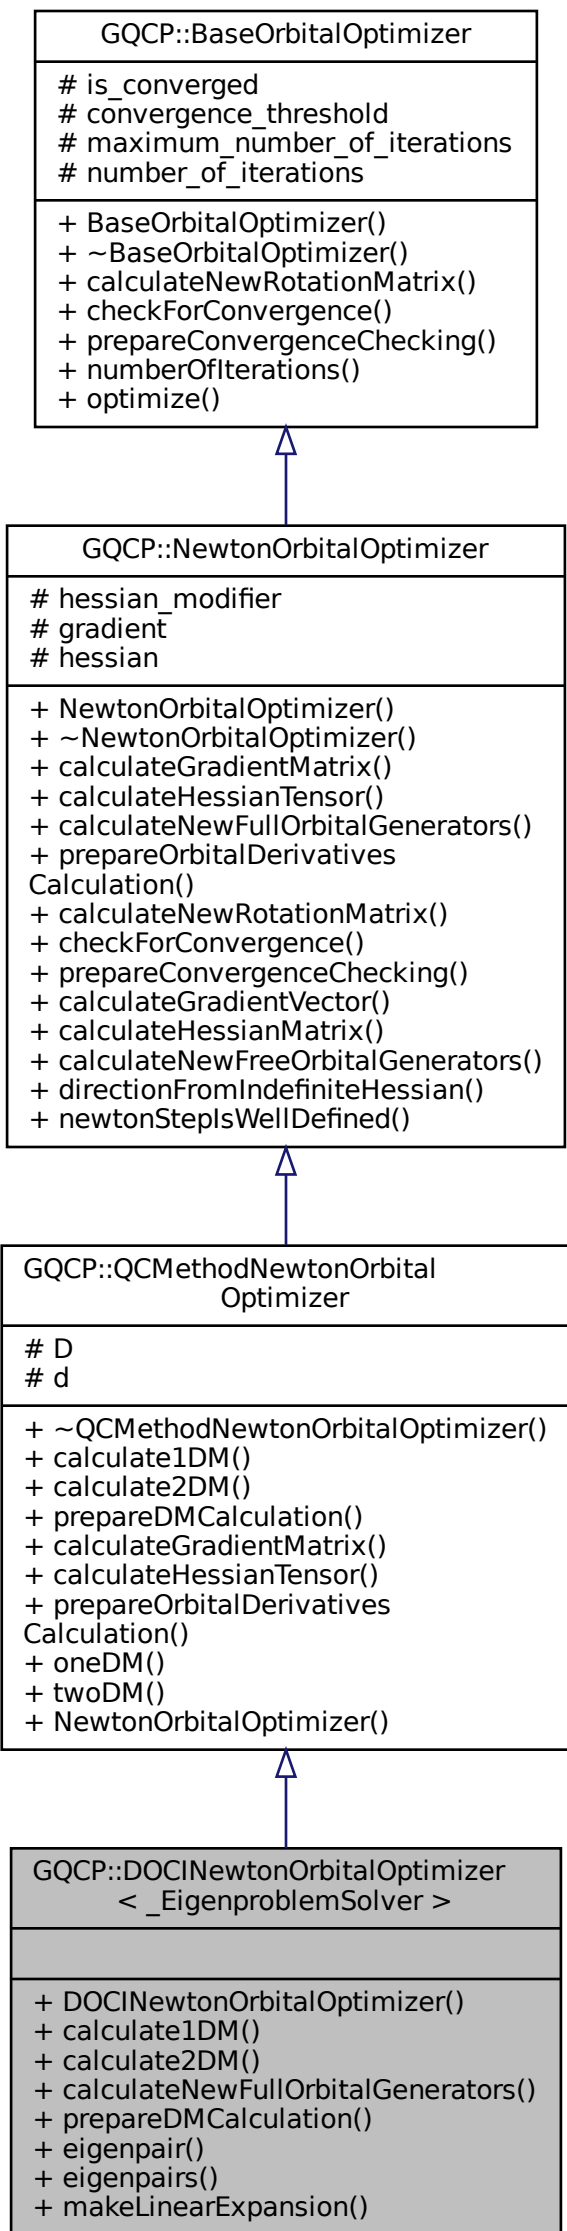 GQCP::BaseOrbitalOptimizer
# is_converged
# convergence_threshold
# maximum_number_of_iterations
# number_of_iterations
+ BaseOrbitalOptimizer()
+ ~BaseOrbitalOptimizer()
+ calculateNewRotationMatrix()
+ checkForConvergence()
+ prepareConvergenceChecking()
+ numberOfIterations()
+ optimize()
GQCP::NewtonOrbitalOptimizer
# hessian_modifier
# gradient
# hessian
+ NewtonOrbitalOptimizer()
+ ~NewtonOrbitalOptimizer()
+ calculateGradientMatrix()
+ calculateHessianTensor()
+ calculateNewFullOrbitalGenerators()
+ prepareOrbitalDerivatives
Calculation()
+ calculateNewRotationMatrix()
+ checkForConvergence()
+ prepareConvergenceChecking()
+ calculateGradientVector()
+ calculateHessianMatrix()
+ calculateNewFreeOrbitalGenerators()
+ directionFromIndefiniteHessian()
+ newtonStepIsWellDefined()
GQCP::QCMethodNewtonOrbital
Optimizer
# D
# d
+ ~QCMethodNewtonOrbitalOptimizer()
+ calculate1DM()
+ calculate2DM()
+ prepareDMCalculation()
+ calculateGradientMatrix()
+ calculateHessianTensor()
+ prepareOrbitalDerivatives
Calculation()
+ oneDM()
+ twoDM()
+ NewtonOrbitalOptimizer()
GQCP::DOCINewtonOrbitalOptimizer
< _EigenproblemSolver >
+ DOCINewtonOrbitalOptimizer()
+ calculate1DM()
+ calculate2DM()
+ calculateNewFullOrbitalGenerators()
+ prepareDMCalculation()
+ eigenpair()
+ eigenpairs()
+ makeLinearExpansion()